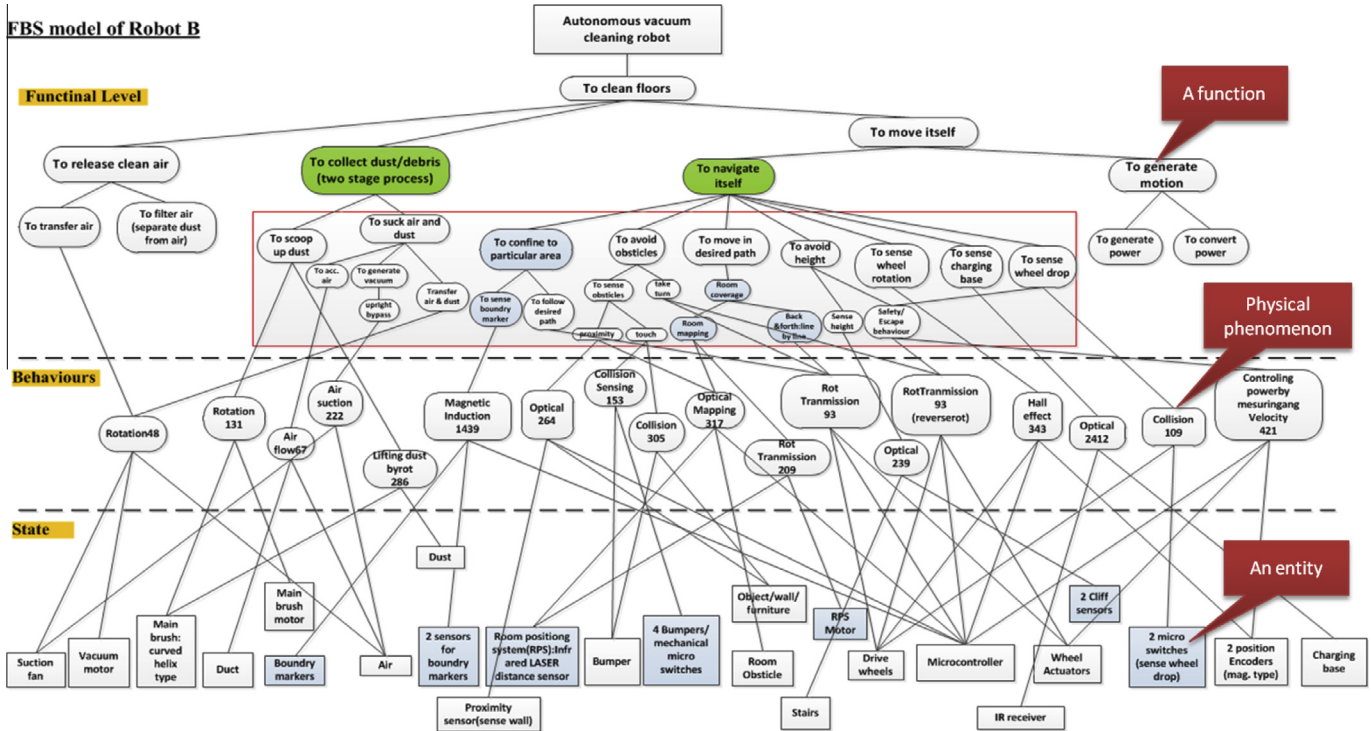 FBS model of Robot B
Autonomous vacuum
cleaning robot
Functinal Level
To clean floors
A function
To move itself
To release clean air
To collect dust/debris
(two stage process)
To navigate
itself
To generate
motion
To transfer air
To filter air
(separate dust
from air)
To scoop
up dust
To suck air and
dust
To confine to
particular area
To avoid
obstacles
To move in
desired path
To avoid
height
To sense
wheel
rotation
To sense
charging
base
To sense
wheel drop
To generate
power
To convert
power
To acc.
air
To generate
vacuum
upright
bypass
Transfer
air & dust
To sense
boundry
marker
To follow
desired
path
To sense
obstacles
take
turn
Room
coverage
proximity
touch
Room
mapping
Back
&forth:line
by line
Sense
height
Safety/
Escape
behaviour
Physical
phenomenon
Behaviours
Rotation48
Rotation
131
Air
suction
222
Air
flow67
Lifting dust
byrot
286
Magnetic
Induction
1439
Optical
264
Collision
Sensing
153
Collision
305
Optical
Mapping
317
Rot
Tranmission
209
Rot
Tranmission
93
Optical
239
RotTranmission
93
(reverserot)
Hall
effect
343
Optical
2412
Collision
109
Controling
powerby
mesuringang
Velocity
421
State
An entity
Dust
Suction
fan
Vacuum
motor
Main
brush:
curved
helix
type
Duct
Main
brush
motor
Boundry
markers
Air
2 sensors
for
boundry
markers
Room positiong
system(RPS):Infr
ared LASER
distance sensor
Proximity
sensor(sense wall)
Bumper
4 Bumpers/
mechanical
micro
switches
Object/wall/
furniture
Room
Obsticle
RPS
Motor
Stairs
Drive
wheels
Microcontroller
IR receiver
2 Cliff
sensors
Wheel
Actuators
2 micro
switches
(sense wheel
drop)
2 position
Encoders
(mag. type)
Charging
base